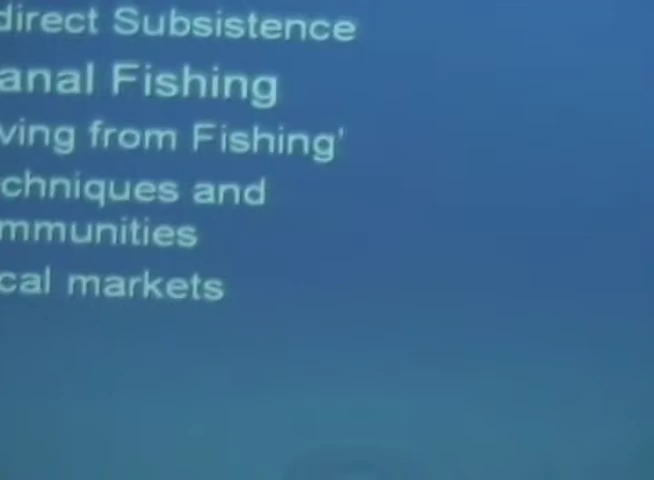 direct Subsistence
anal Fishing
ving from Fishing'
chniques and
mmunities
cal markets